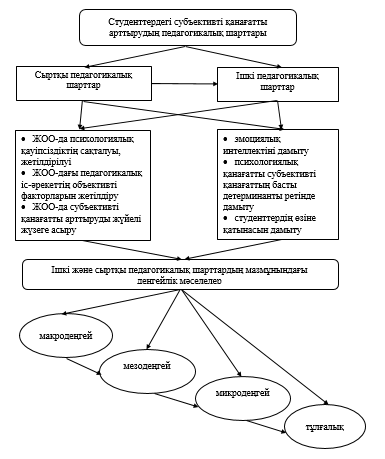 Студенттердегі субъективті қанағатты
арттырудың педагогикалық шарттары
Сыртқы педагогикалық
шарттар
Ішкі педагогикалық
шарттар
• ЖОО-да психологиялық
қауіпсіздіктің сақталуы,
жетілдірілуі
• ЖОО-дағы педагогикалық
іс-әрекеттің объективті
факторларын жетілдіру
• ЖОО-да субъективті
қанағатты арттыруды жүйелі
жүзеге асыру
• эмоциялық
интеллектіні дамыту
• психологиялық
қанағатты субъективті
қанағаттың басты
детерминанты ретінде
дамыту
• студенттердің өзіне
қатынасын дамыту
Ішкі және сыртқы педагогикалық шарттардың мазмұнындағы
деңгейлік мәселелер
макродеңгей
мезодеңгей
микродеңгей
тұлғалық